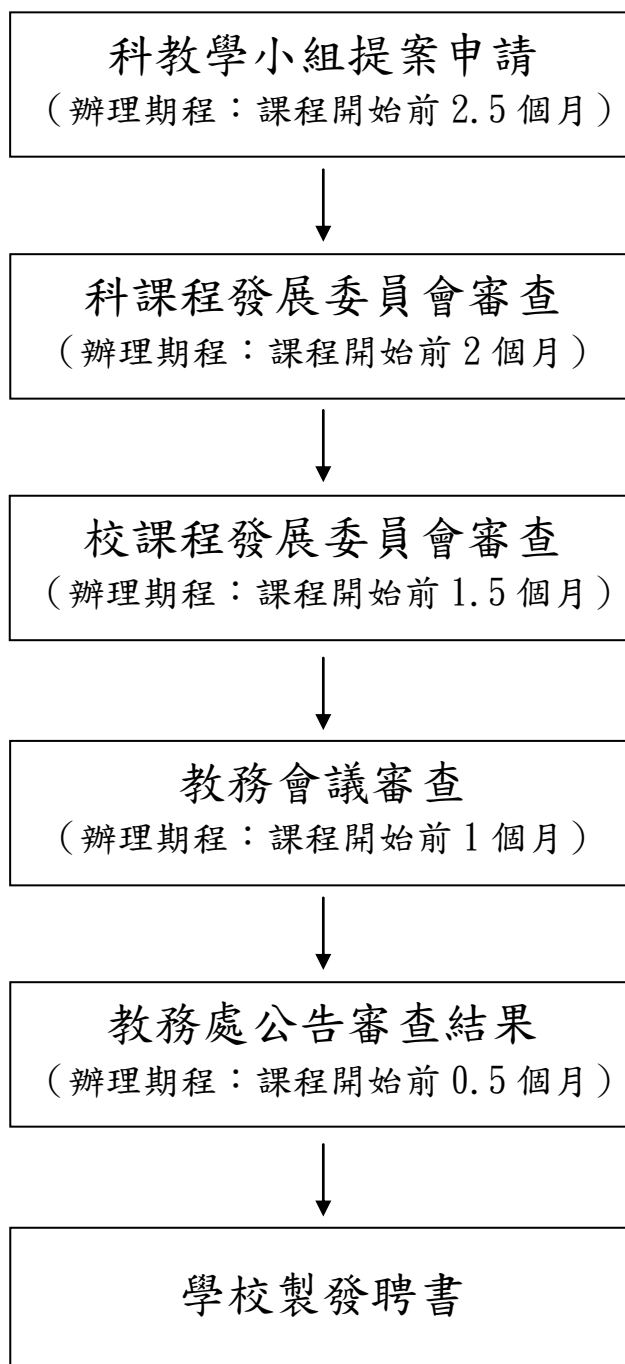 科教學小組提案申請
（辦理期程：課程開始前 2.5 個月）
科課程發展委員會審查
（辦理期程：課程開始前 2 個月）
校課程發展委員會審查
（辦理期程：課程開始前 1.5 個月）
教務會議審查
（辦理期程：課程開始前 1 個月）
教務處公告審查結果
（辦理期程：課程開始前 0.5 個月）
學校製發聘書